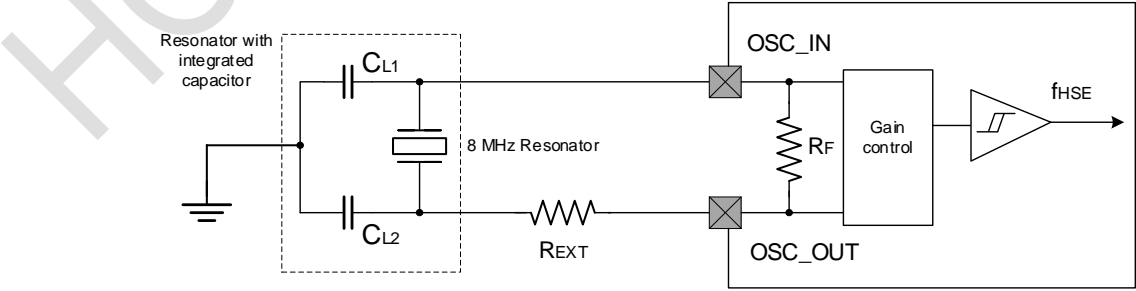 Resonator with
integrated
capacitor
CL1
OSC_IN
fHSE
8 MHz Resonator
RF
Gain
control
CL2
REXT
OSC_OUT